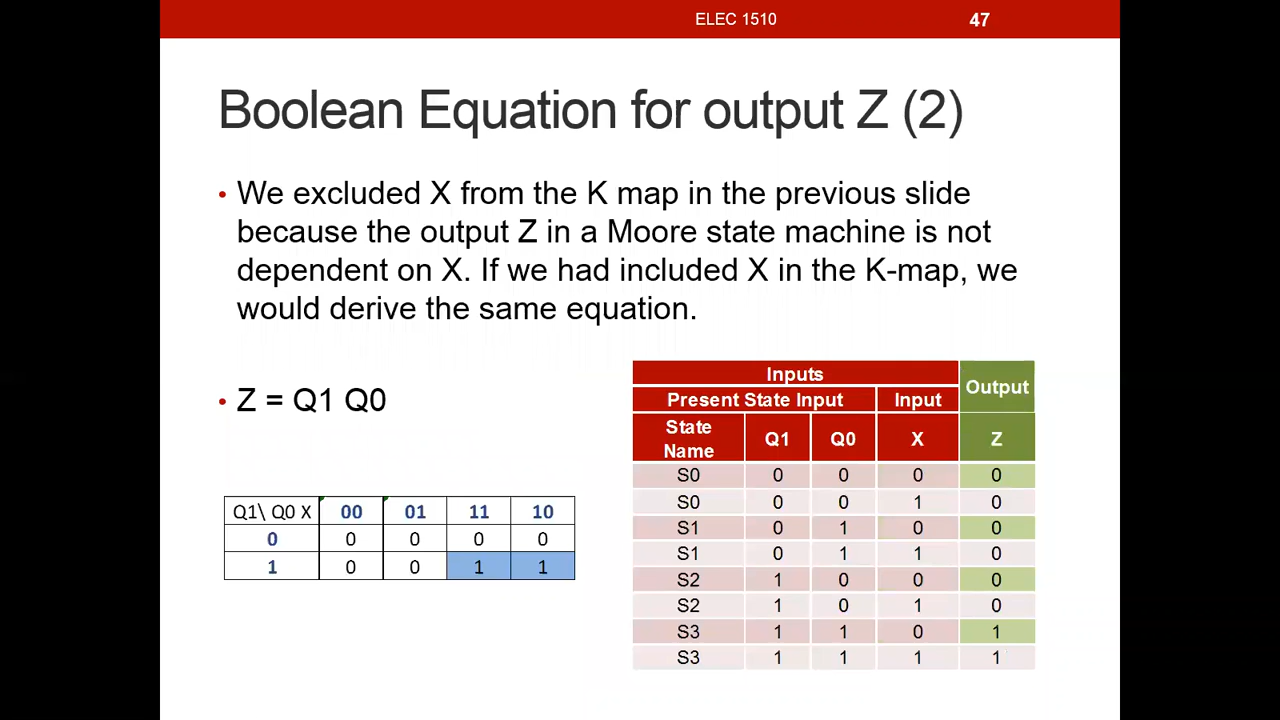 ELEC 1510
47
Boolean Equation for output Z (2)
• We excluded X from the K map in the previous slide
because the output Z in a Moore state machine is not
dependent on X. If we had included X in the K-map, we
would derive the same equation.
• Z = Q1 Q0
Q1\ Q0 X 00 01 11 10
0 0 0 0 0
1 0 0 1 1
Inputs Output
Present State Input Input
State Name Q1 Q0 X Z
S0 0 0 0 0
S0 0 0 1 0
S1 0 1 0 0
S1 0 1 1 0
S2 1 0 0 0
S2 1 0 1 0
S3 1 1 0 1
S3 1 1 1 1